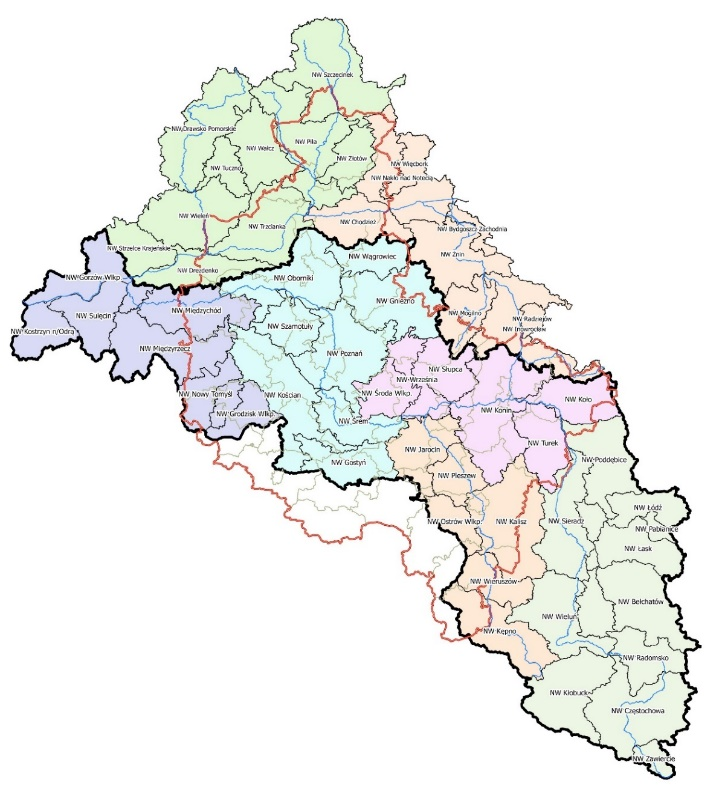 NW Szczecinek
NW Drawsko Pomorskie
NW Wałcz
NW Piła
NW Złotów
NW Tuczno
NW Więcbork
NW Nakło nad Notecią
NW Wieleń
NW Trzcianka
NW Chodzież
NW Bydgoszcz Zachodnia
NW Strzelce Krajeńskie
NW Żnin
NW Drezdenko
NW Wągrowiec
NW Gorzów Wlkp.
NW Oborniki
NW Gniezno
NW Międzychód
NW Mogilno
NW Sulęcin
NW Radziejów
NW Kostrzyn n/Odrą
NW Szamotuły
NW Inowrocław
NW Międzyrzecz
NW Poznań
NW Słupca
NW Września
NW Nowy Tomyśl
NW Kościan
NW Środa Wlkp.
NW Koło
NW Grodzisk Wlkp.
NW Konin
NW Śrem
NW Turek
NW Jarocin
NW Gostyń
NW Poddębice
NW Pleszew
NW Łódź
NW Ostrów Wlkp.
NW Kalisz
NW Sieradz
NW Pabianice
NW Łask
NW Wieruszów
NW Bełchatów
NW Wieluń
NW Kępno
NW Radomsko
NW Kłobuck
NW Częstochowa
NW Zawiercie